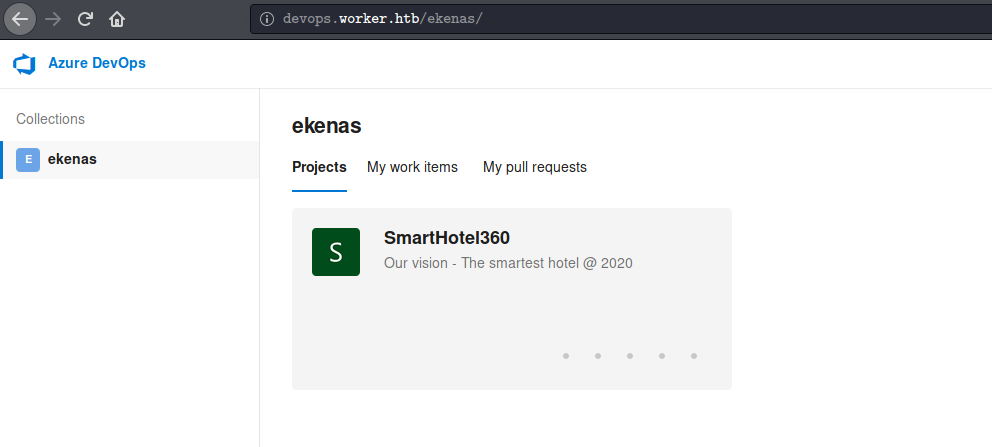 devops.worker.htb/ekenas/
Azure DevOps
Collections
E ekenas
ekenas
Projects My work items My pull requests
S SmartHotel360
Our vision - The smartest hotel @ 2020